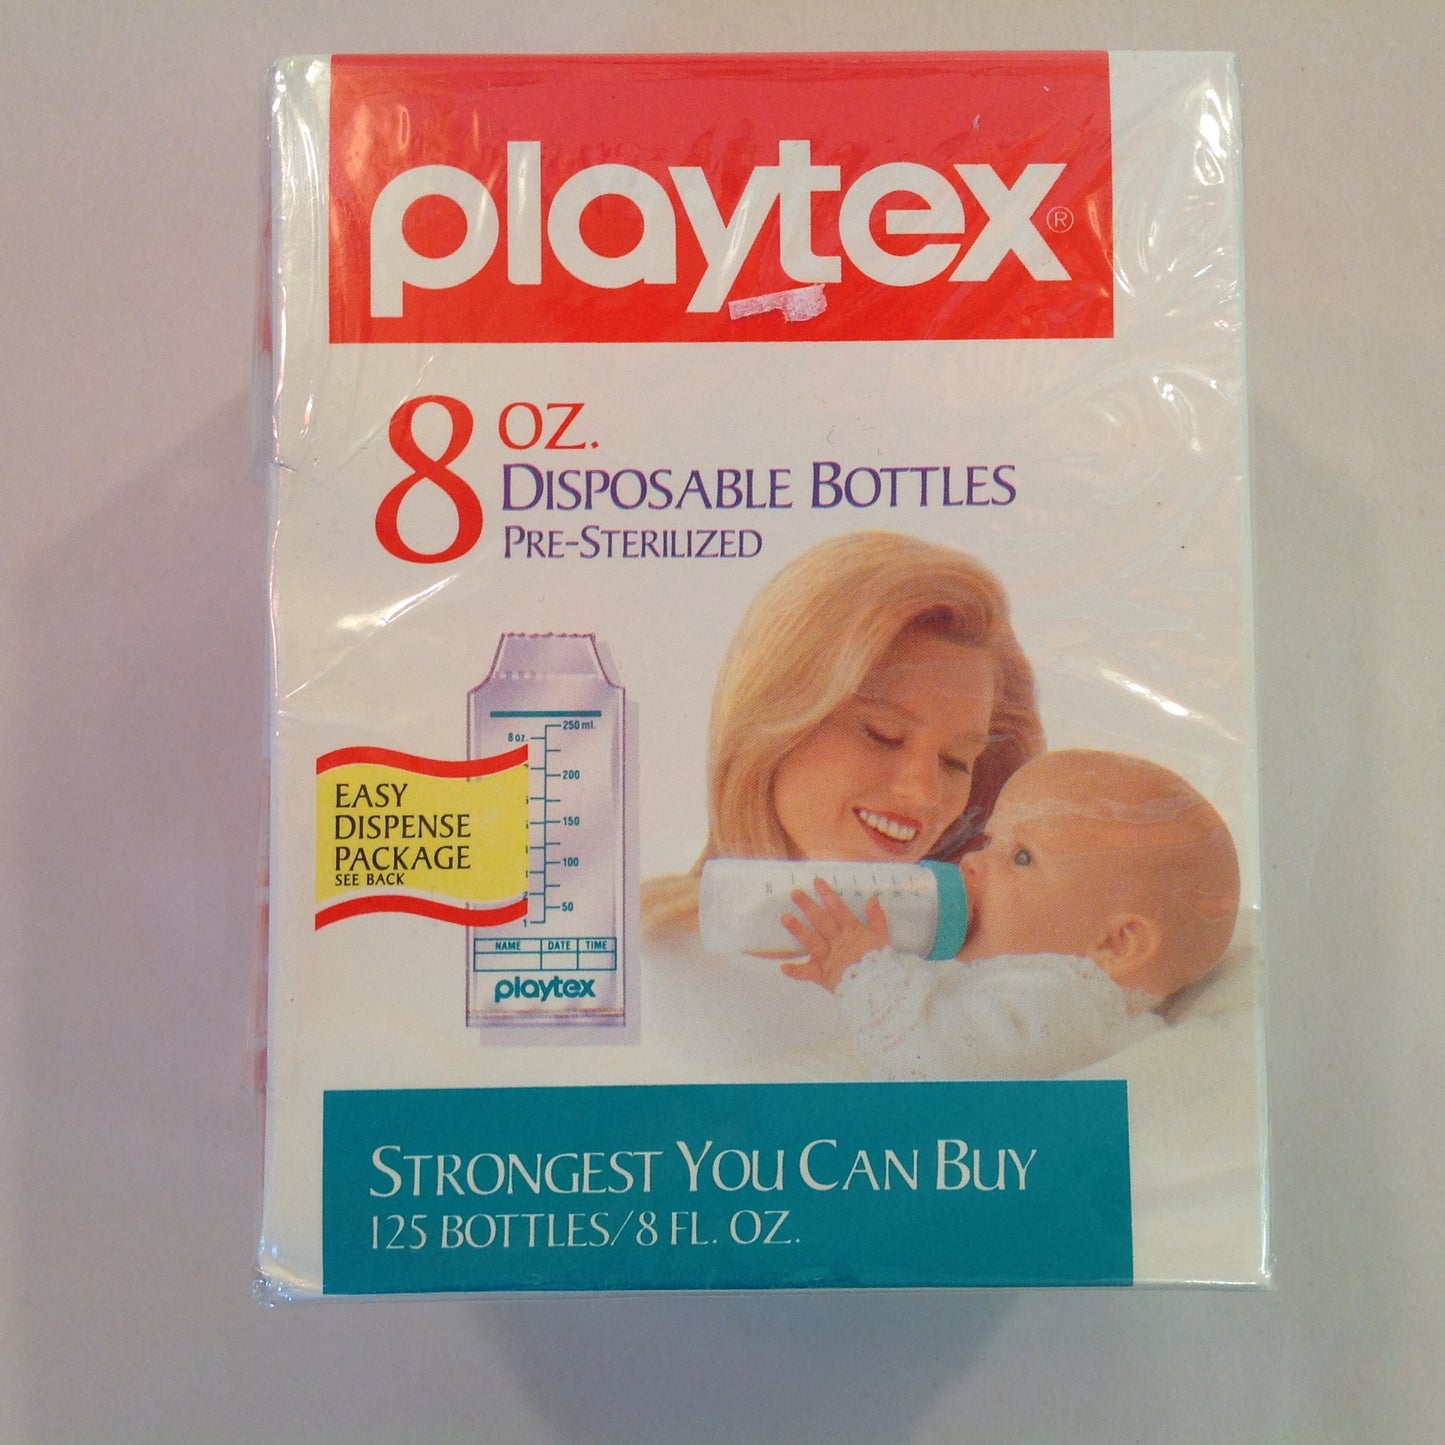 playtex®
8 OZ.
DISPOSABLE BOTTLES
PRE-STERILIZED
250 ml.
8 oz.
200
150
100
50
1
EASY
DISPENSE
PACKAGE
SEE BACK
NAME DATE TIME
playtex
STRONGEST YOU CAN BUY
125 BOTTLES/8 FL. OZ.